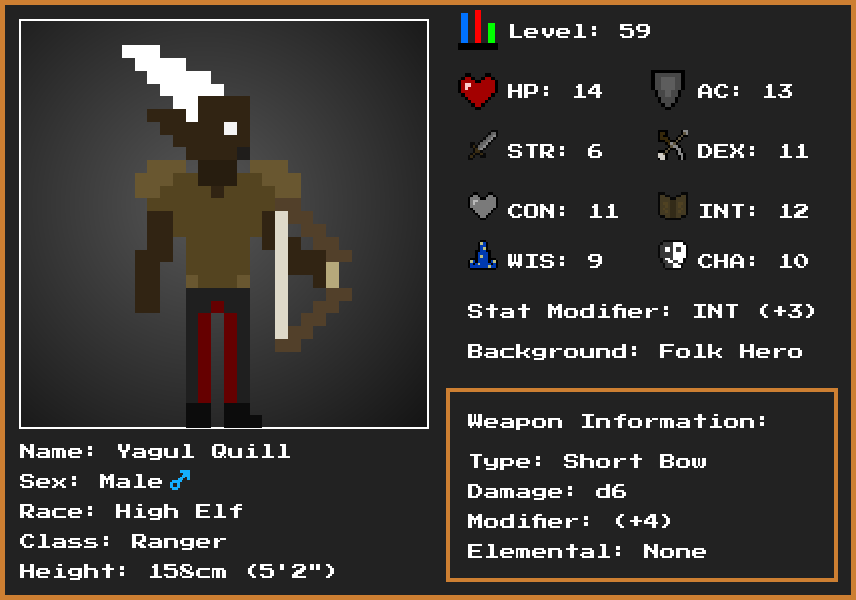 Level: 59
HP: 14 AC: 13
STR: 6 DEX: 11
CON: 11 INT: 12
WIS: 9 CHA: 10
Stat Modifier: INT (+3)
Background: Folk Hero
Weapon Information:
Type: Short Bow
Damage: d6
Modifier: (+4)
Elemental: None
Name: Yagul Quill
Sex: Male♂
Race: High Elf
Class: Ranger
Height: 158cm (5'2")